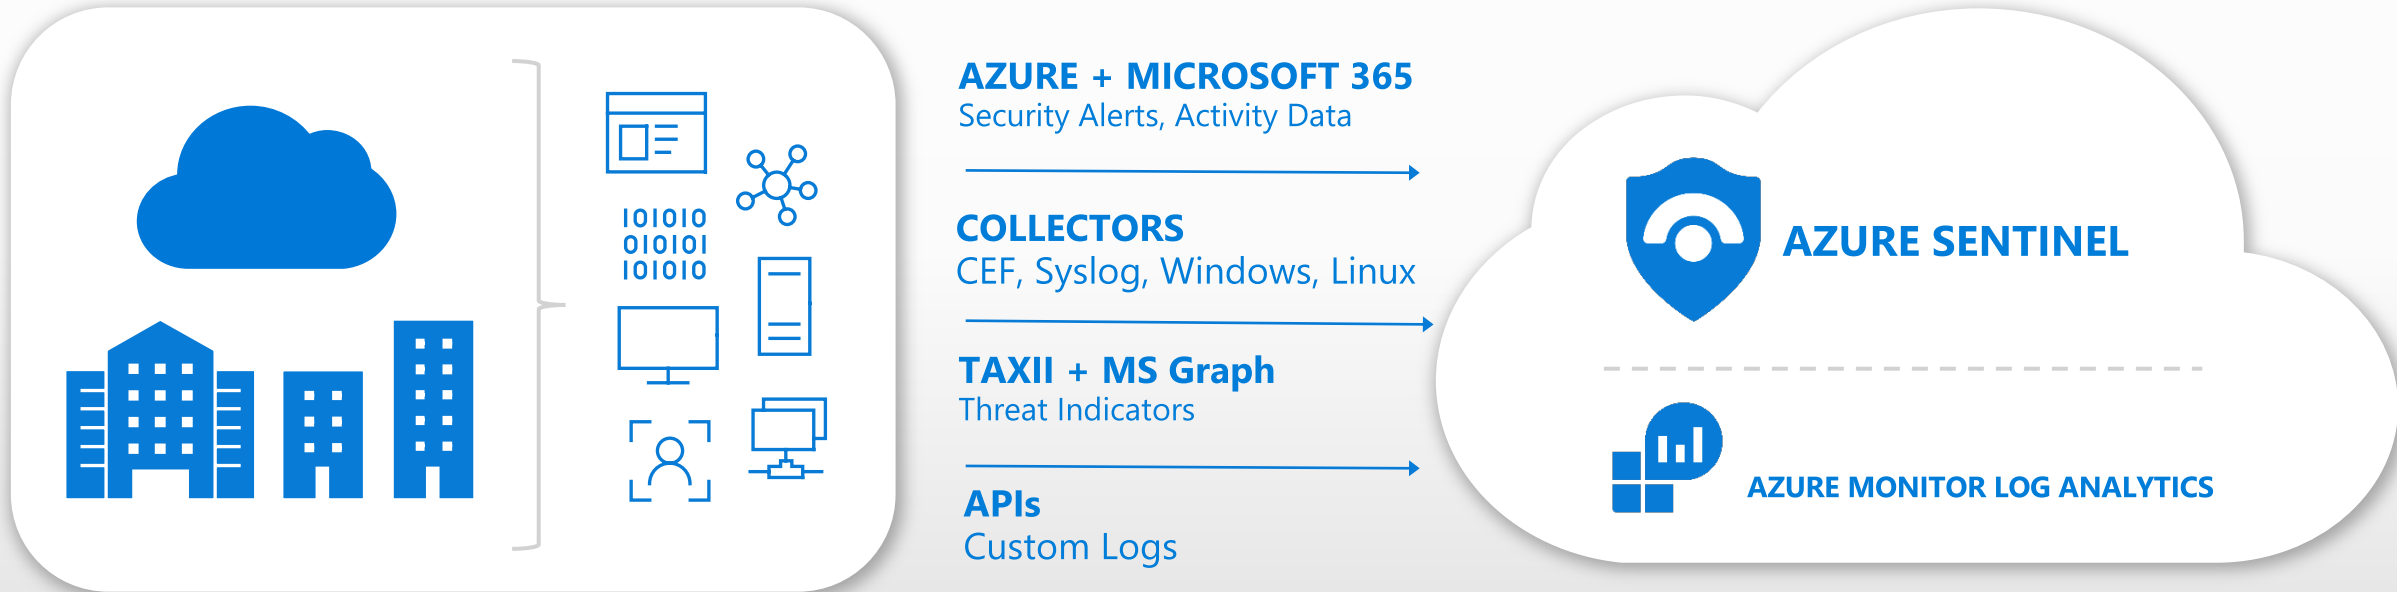 101010
010101
101010
AZURE + MICROSOFT 365
Security Alerts, Activity Data
COLLECTORS
CEF, Syslog, Windows, Linux
TAXII + MS Graph
Threat Indicators
APIs
Custom Logs
AZURE SENTINEL
AZURE MONITOR LOG ANALYTICS